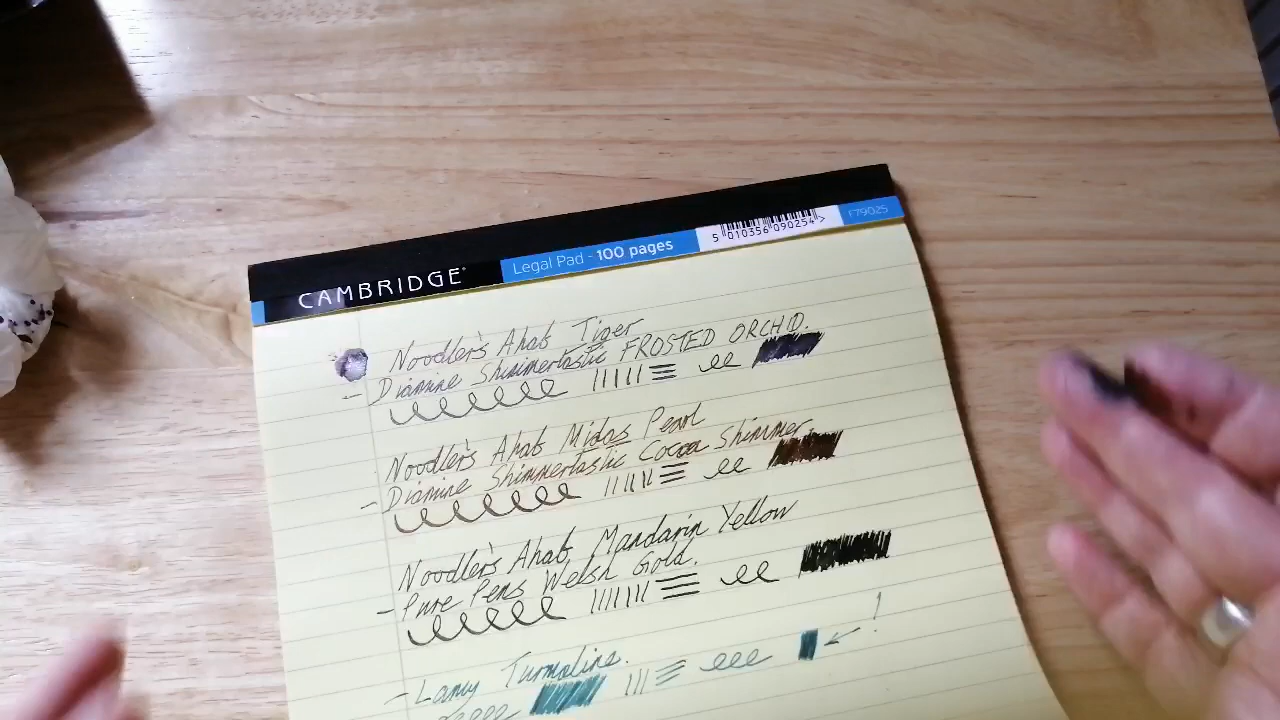 CAMBRIDGE
Legal Pad - 100 pages
5 010356 090254 >
F79025
Noodler's Ahab Tiger
- Diamine Shimmertastic FROSTED ORCHID.
Noodler's Ahab Midas Pearl
- Diamine Shimmertastic Cocoa Shimmer.
Noodler's Ahab Mandarin Yellow
- Pure Pens Welsh Gold.
- Lamy Turmaline.
!